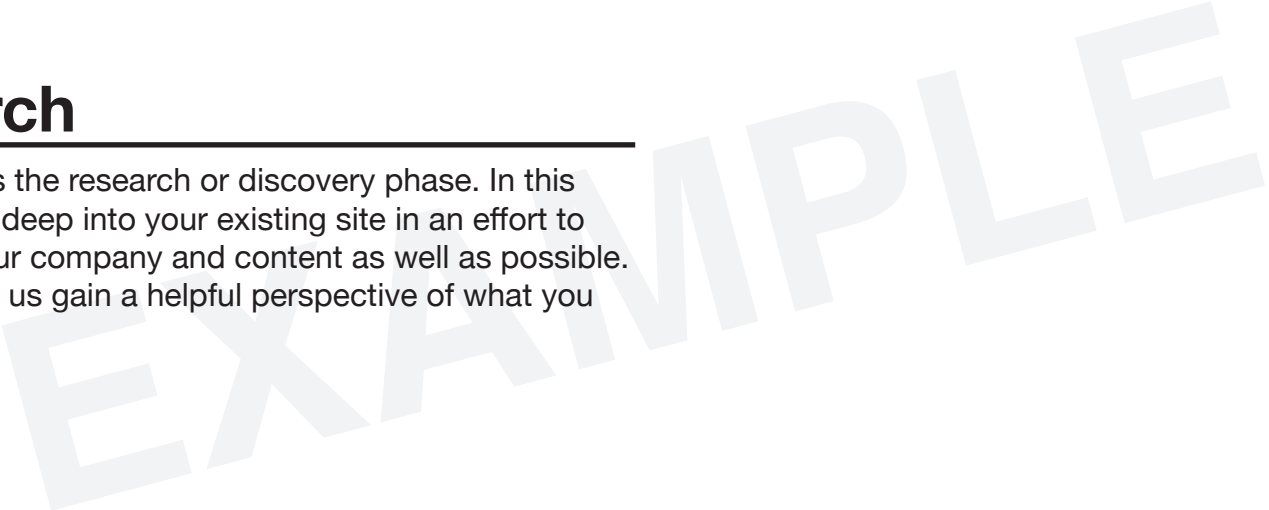 rch
s the research or discovery phase. In this
deep into your existing site in an effort to
ur company and content as well as possible.
us gain a helpful perspective of what you
EXAMPLE